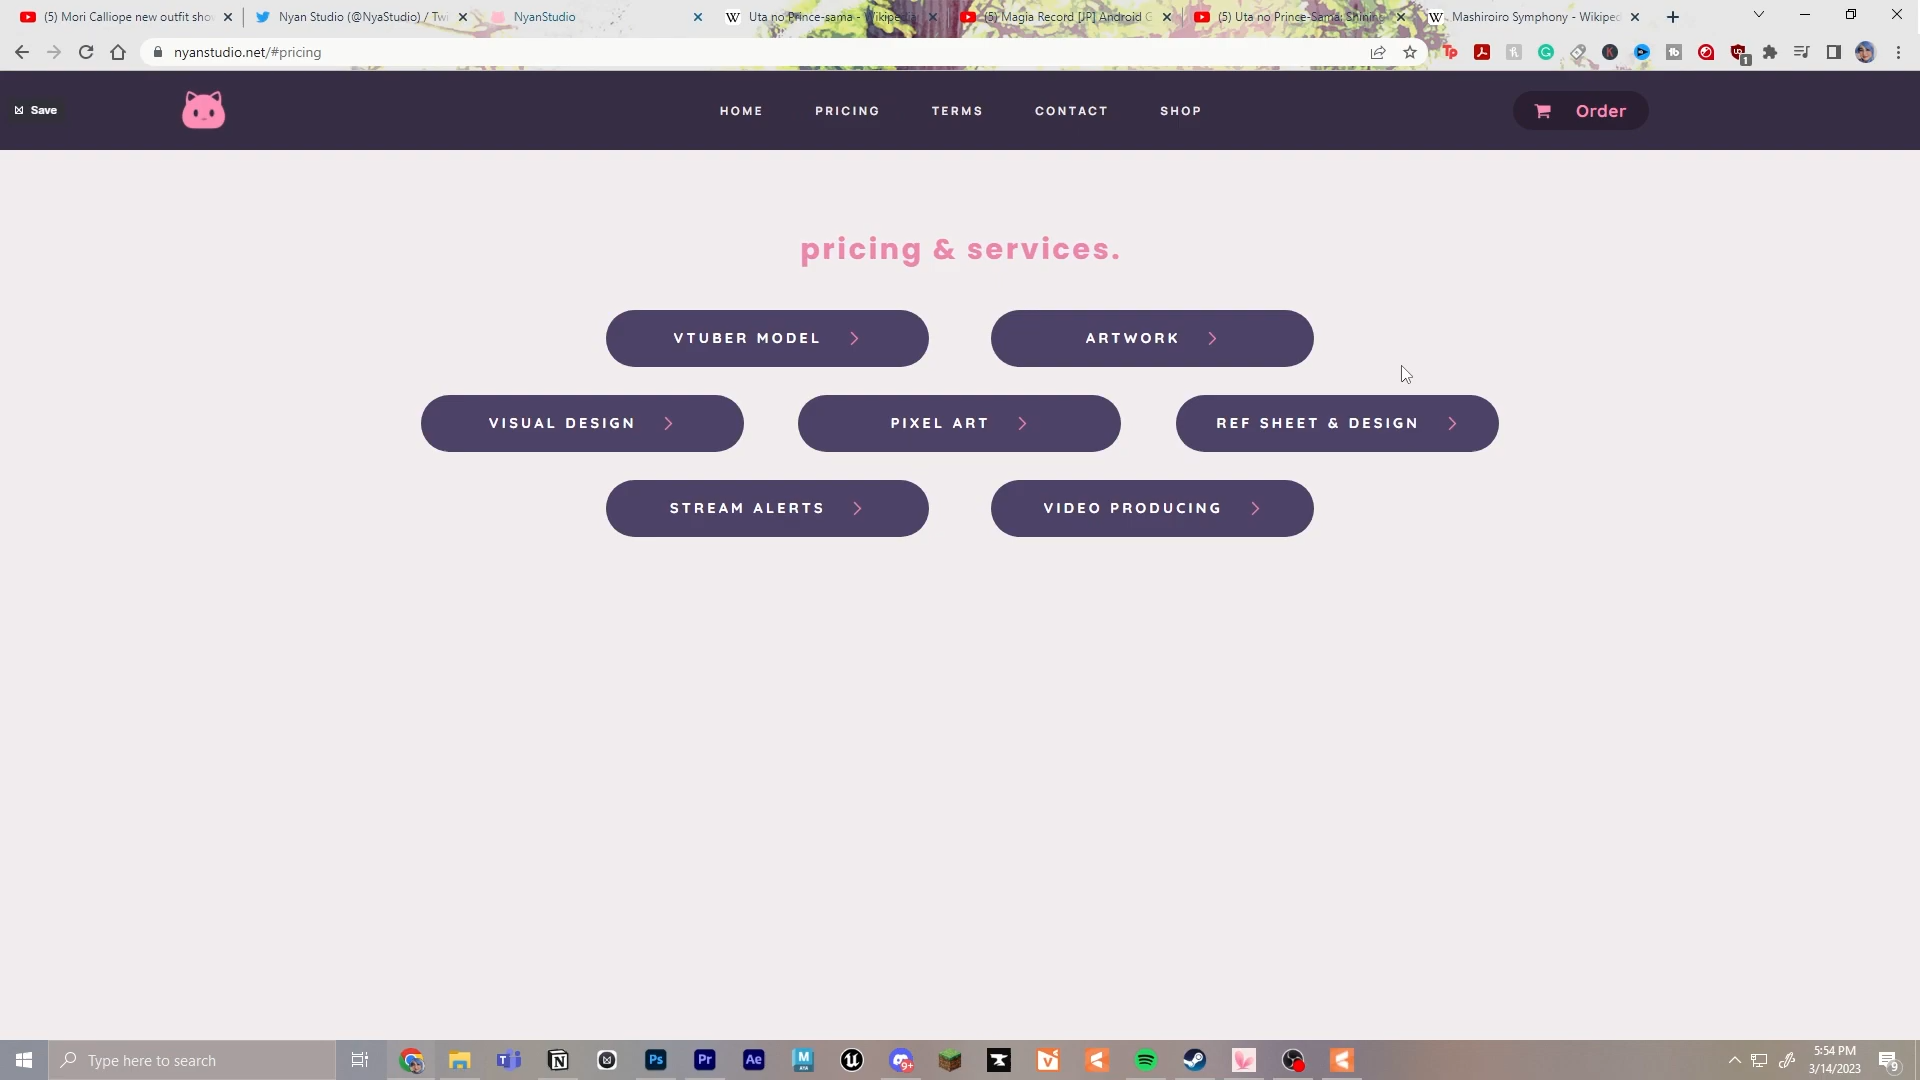 (5) Mori Calliope new outfit sho
Nyan Studio (@NyaStudio) / Twi
NyanStudio
Uta no Prince-sama - Wikipedia
(5) Magia Record [JP] Android G
(5) Uta no Prince-Sama: Shinin
Mashiroiro Symphony - Wikiped
nyanstudio.net/#pricing
Save
HOME
PRICING
TERMS
CONTACT
SHOP
Order
pricing & services.
VTUBER MODEL
ARTWORK
VISUAL DESIGN
PIXEL ART
REF SHEET & DESIGN
STREAM ALERTS
VIDEO PRODUCING
Type here to search
5:54 PM
3/14/2023